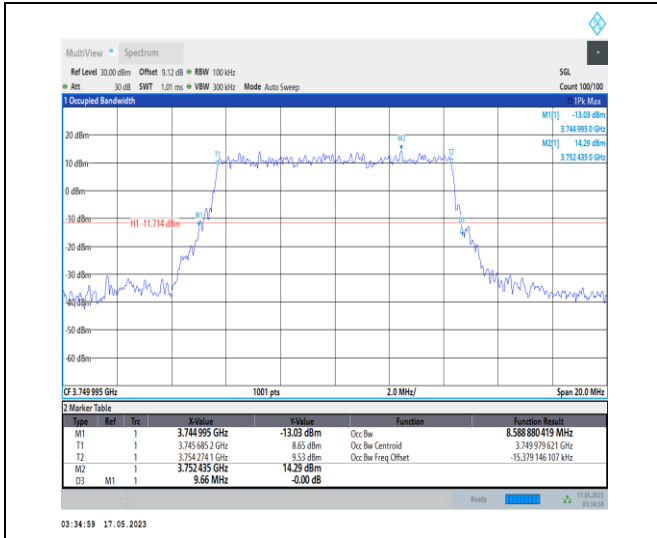 MultiView Spectrum
Ref Level 30.00 dBm Offset 9.12 dB RBW 100 kHz SGL
Att 30 dB SWT 1.01 ms VBW 300 kHz Mode Auto Sweep Count 100/100
1 Occupied Bandwidth 1Pk Max
M1[1] -13.03 dBm
3.744 995 0 GHz
M2[1] 14.29 dBm
3.752 435 0 GHz
20 dBm
M2
T1 T2
10 dBm
0 dBm
-10 dBm
M1
H1 -11.714 dBm
-20 dBm
-30 dBm
-40 dBm
-50 dBm
-60 dBm
CF 3.749 995 GHz 1001 pts 2.0 MHz/ Span 20.0 MHz
2 Marker Table
Type Ref Trc X-Value Y-Value Function Function Result
M1 1 3.744 995 GHz -13.03 dBm Occ Bw 8.588 880 419 MHz
T1 1 3.745 685 2 GHz 8.65 dBm Occ Bw Centroid 3.749 979 621 GHz
T2 1 3.754 274 1 GHz 9.53 dBm Occ Bw Freq Offset -15.379 146 107 kHz
M2 1 3.752 435 GHz 14.29 dBm
D3 M1 1 9.66 MHz -0.00 dB
Ready 17.05.2023
03:34:58
03:34:59 17.05.2023